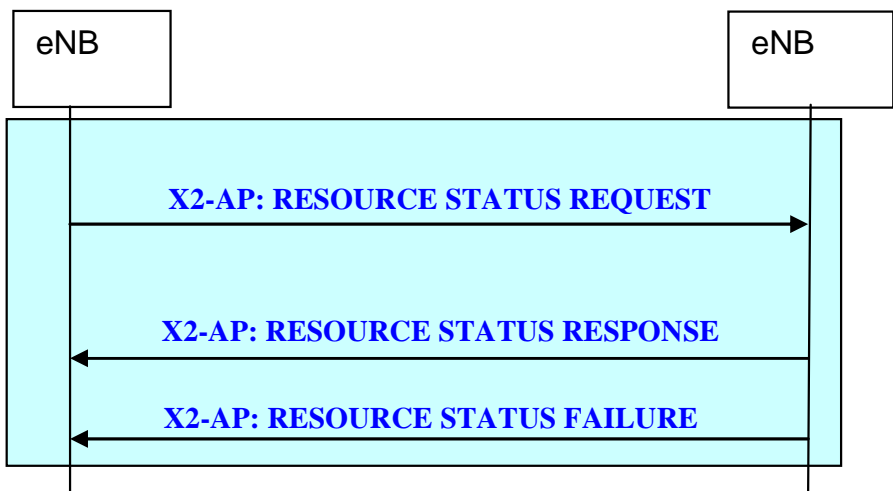 eNB
eNB
X2-AP: RESOURCE STATUS REQUEST
X2-AP: RESOURCE STATUS RESPONSE
X2-AP: RESOURCE STATUS FAILURE